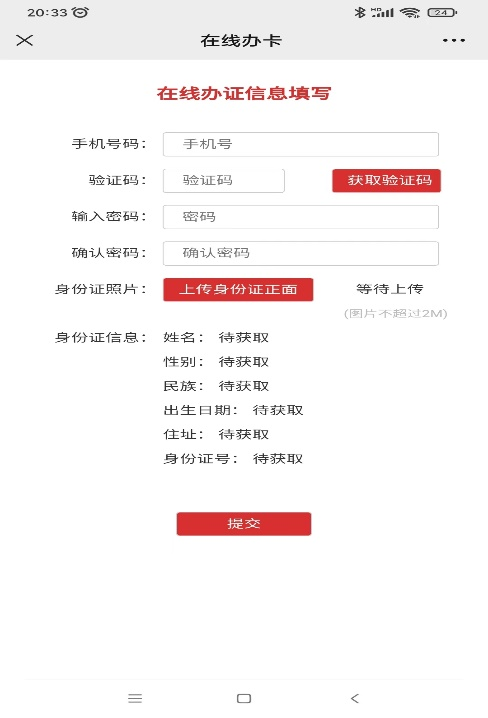 20:33 HD 24
在线办卡
在线办证信息填写
手机号码： 手机号
验证码： 验证码 获取验证码
输入密码： 密码
确认密码： 确认密码
身份证照片： 上传身份证正面 等待上传
(图片不超过2M)
身份证信息： 姓名： 待获取
性别： 待获取
民族： 待获取
出生日期： 待获取
住址： 待获取
身份证号： 待获取
提交